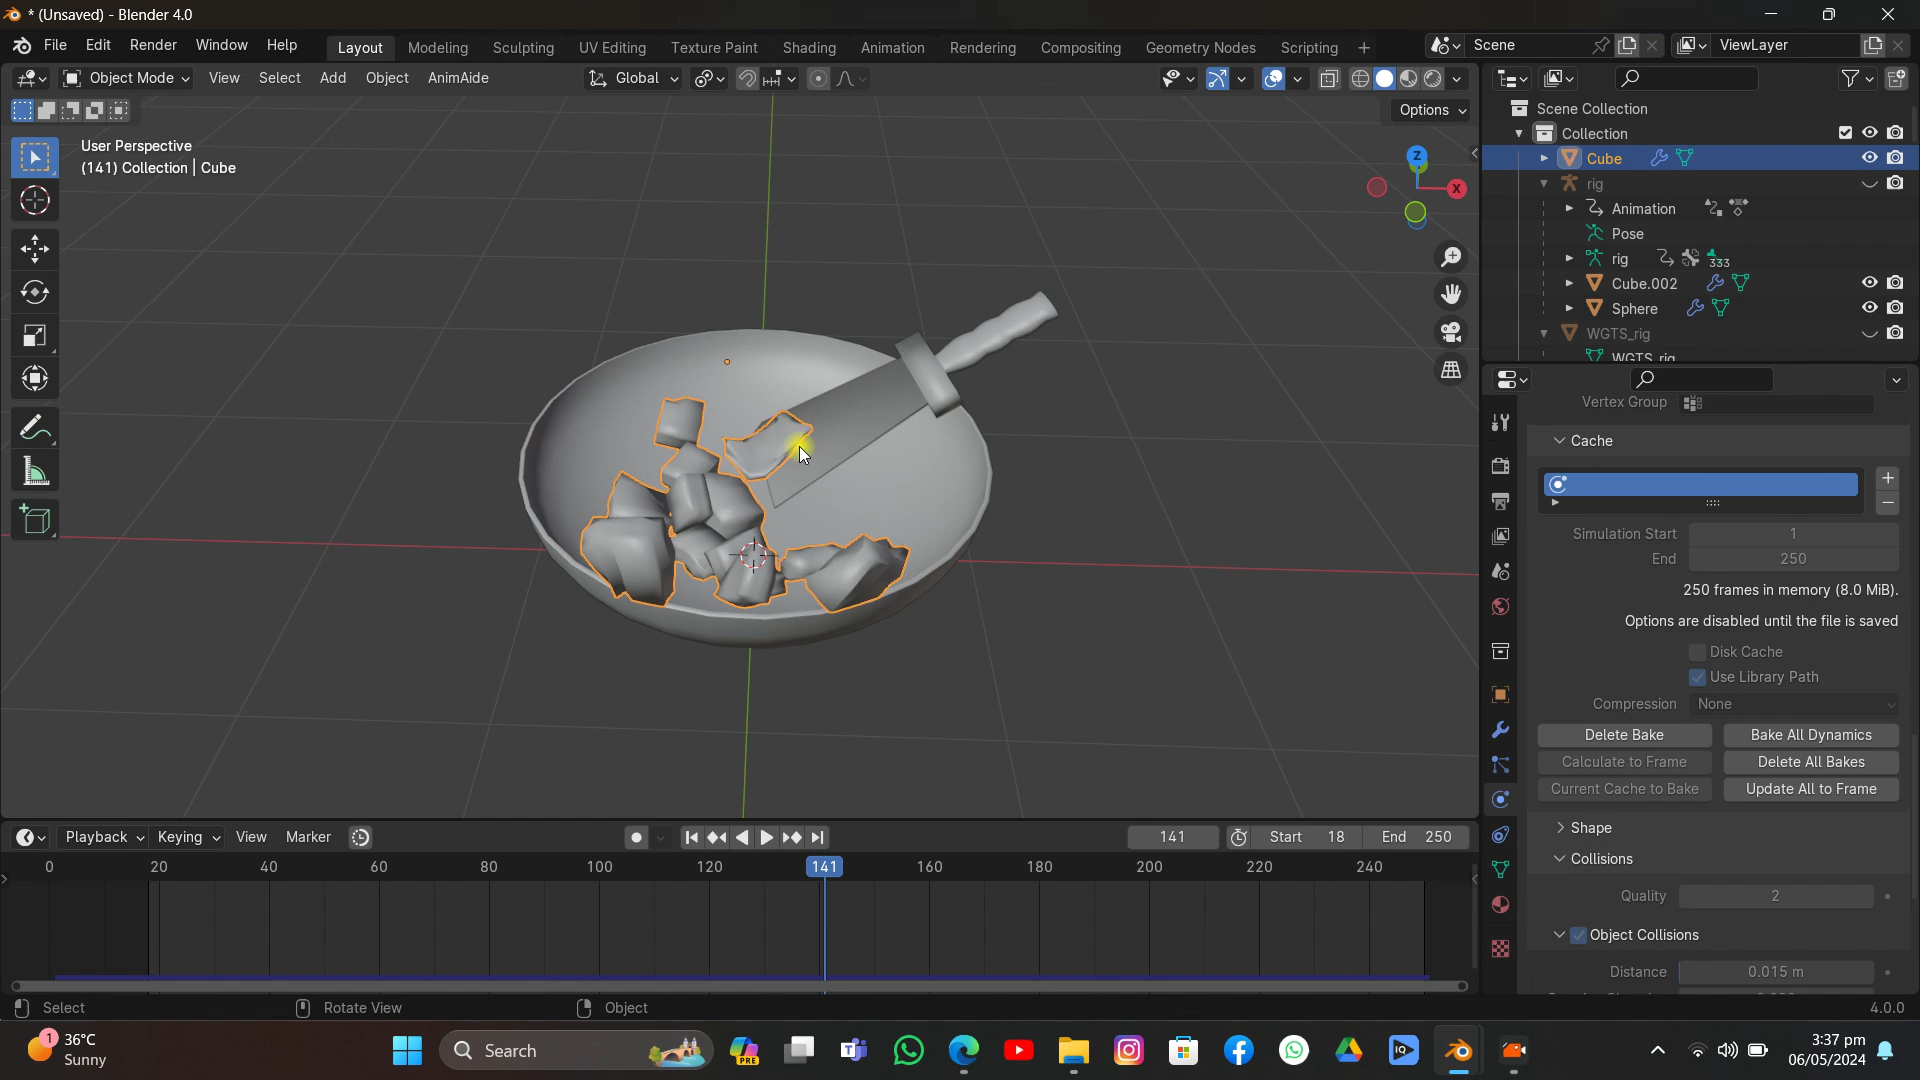 * (Unsaved) - Blender 4.0
File Edit Render Window Help
Layout Modeling Sculpting UV Editing Texture Paint Shading Animation Rendering Compositing Geometry Nodes Scripting +
Scene
ViewLayer
Object Mode View Select Add Object AnimAide
Global
Options
User Perspective
(141) Collection | Cube
Z
X
Scene Collection
Collection
Cube
rig
Animation
Pose
rig
333
Cube.002
Sphere
WGTS_rig
WGTS_rig
Vertex Group
Cache
Simulation Start 1
End 250
250 frames in memory (8.0 MiB).
Options are disabled until the file is saved
Disk Cache
Use Library Path
Compression None
Delete Bake Bake All Dynamics
Calculate to Frame Delete All Bakes
Current Cache to Bake Update All to Frame
Shape
Collisions
Quality 2
Object Collisions
Distance 0.015 m
Playback Keying View Marker
141 Start 18 End 250
0 20 40 60 80 100 120 141 160 180 200 220 240
Select Rotate View Object
4.0.0
1
36°C
Sunny
Search
PRE
IQ
3:37 pm
06/05/2024